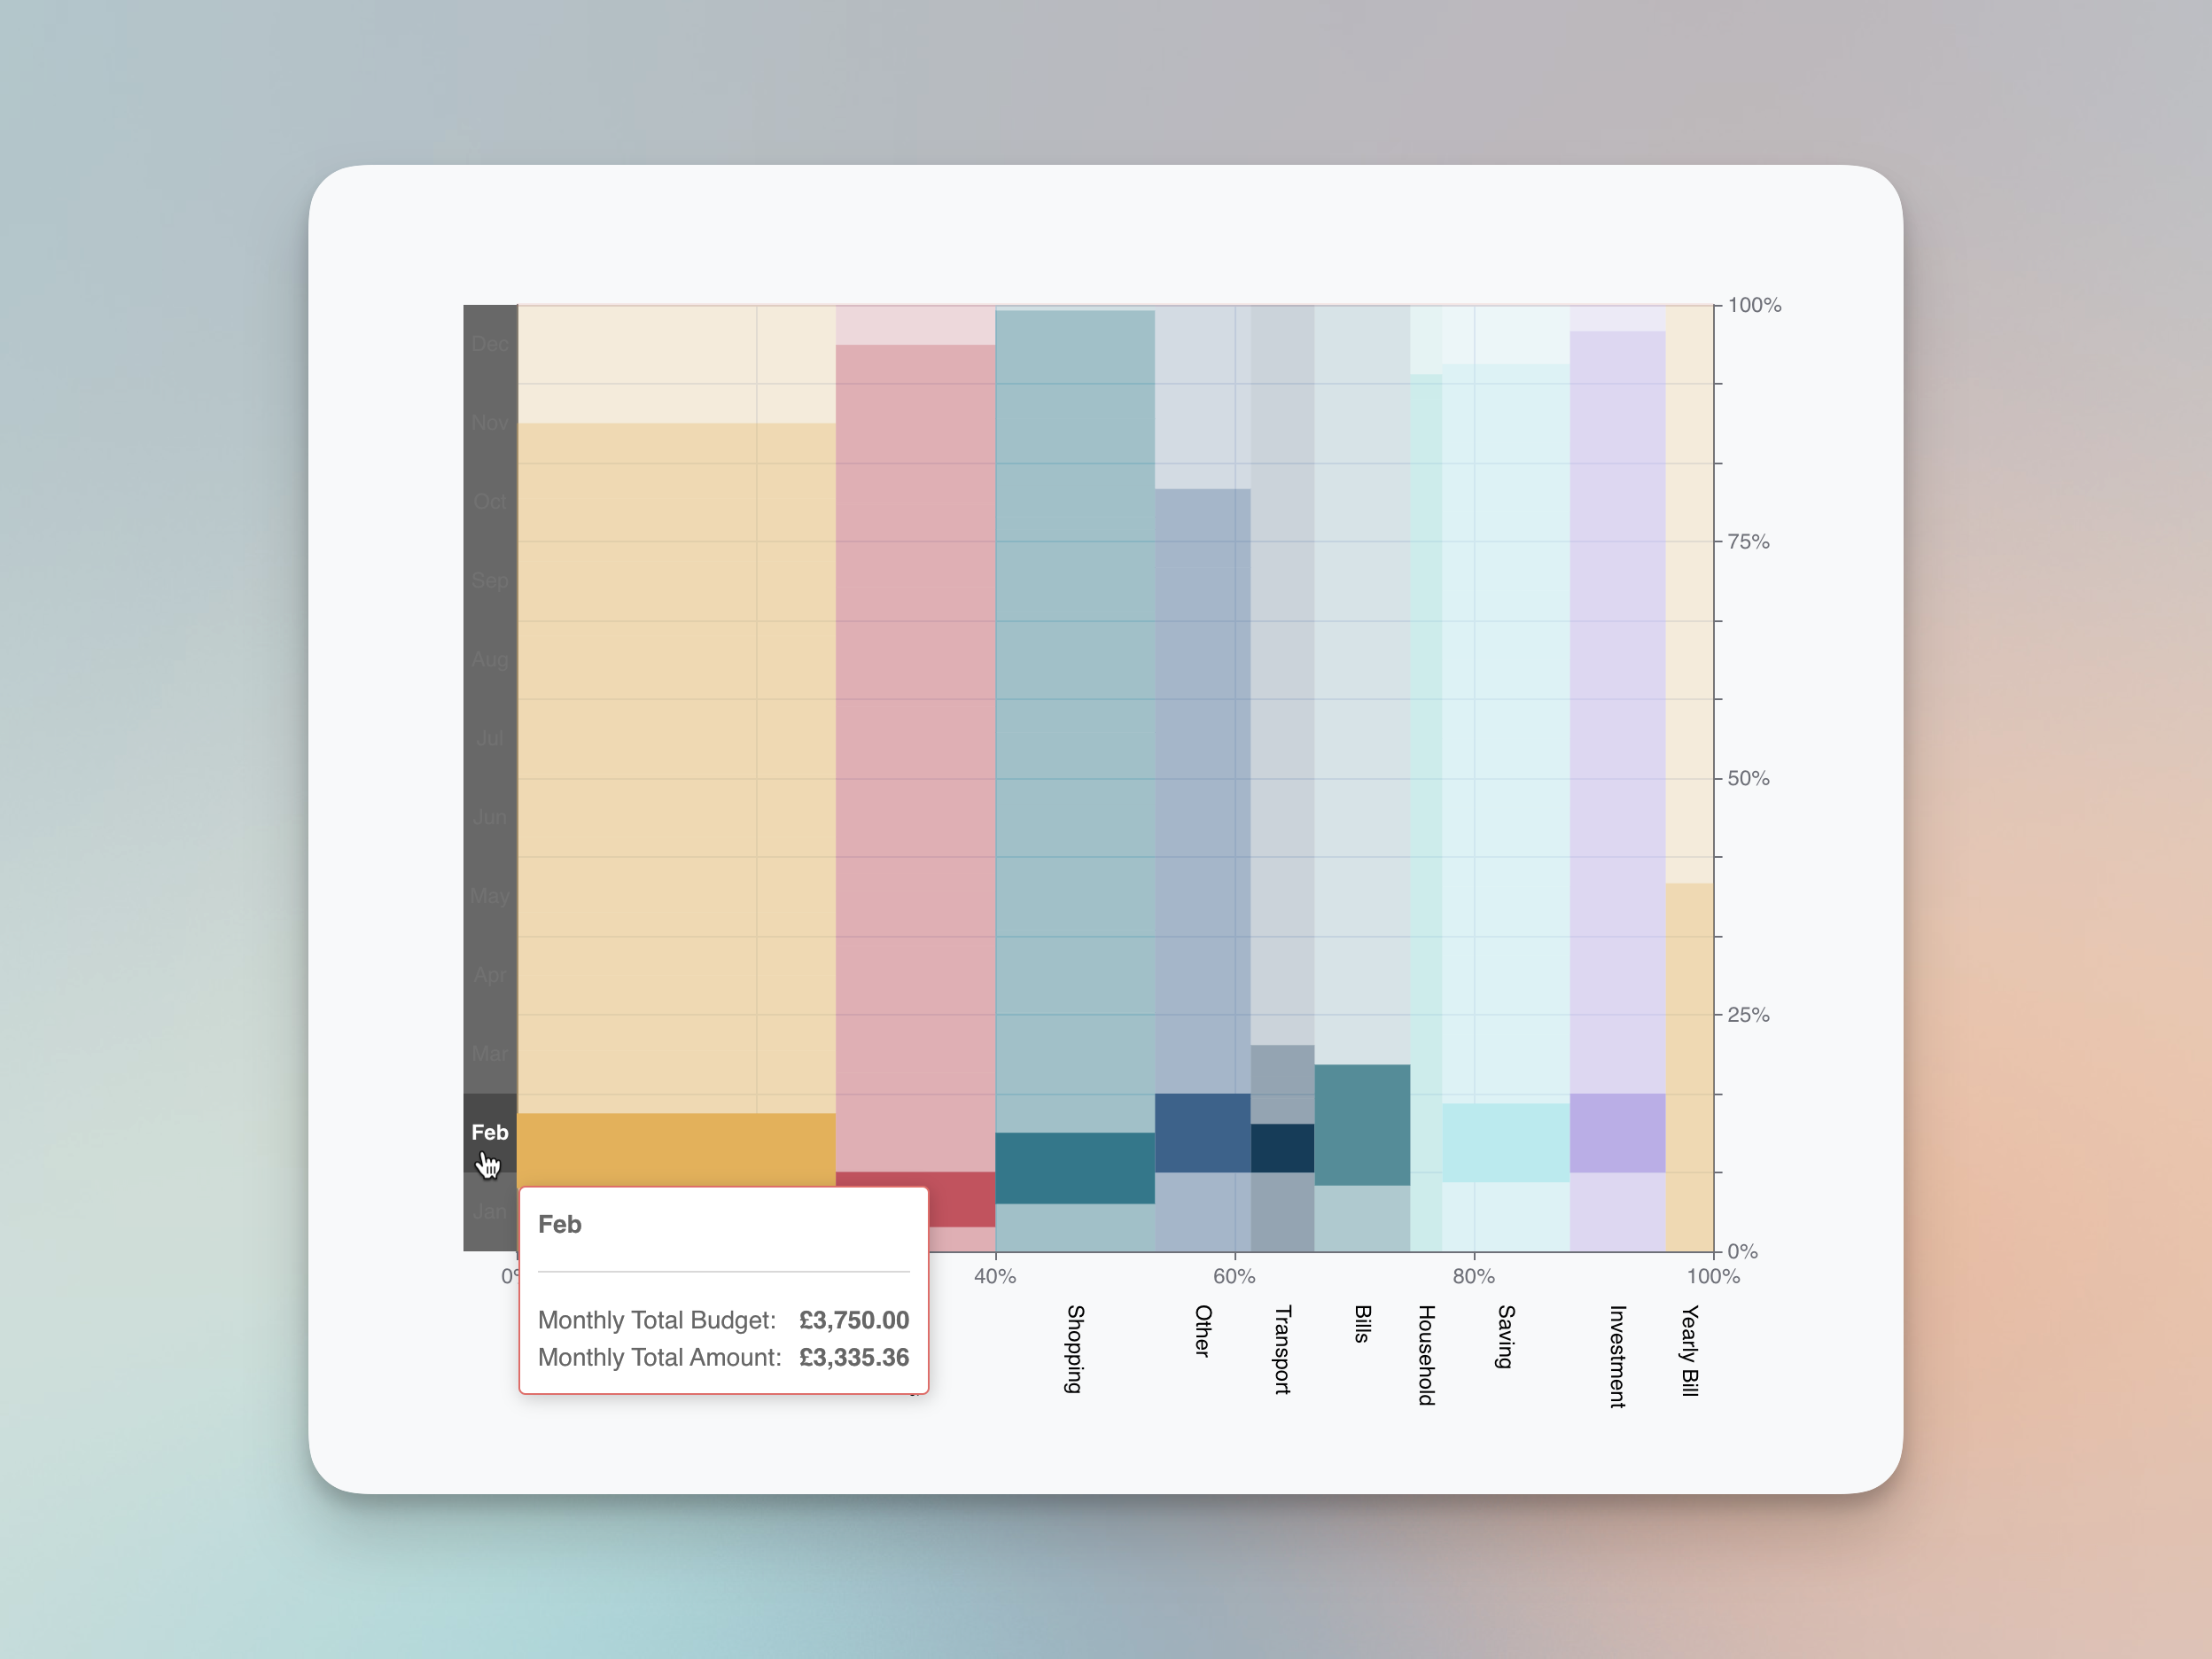 Dec
Nov
Oct
Sep
Aug
Jul
Jun
May
Apr
Mar
Feb
Jan
100%
75%
50%
25%
0%
40%
60%
80%
100%
Feb
Monthly Total Budget: £3,750.00
Monthly Total Amount: £3,335.36
Shopping
Other
Transport
Bills
Household
Saving
Investment
Yearly Bill